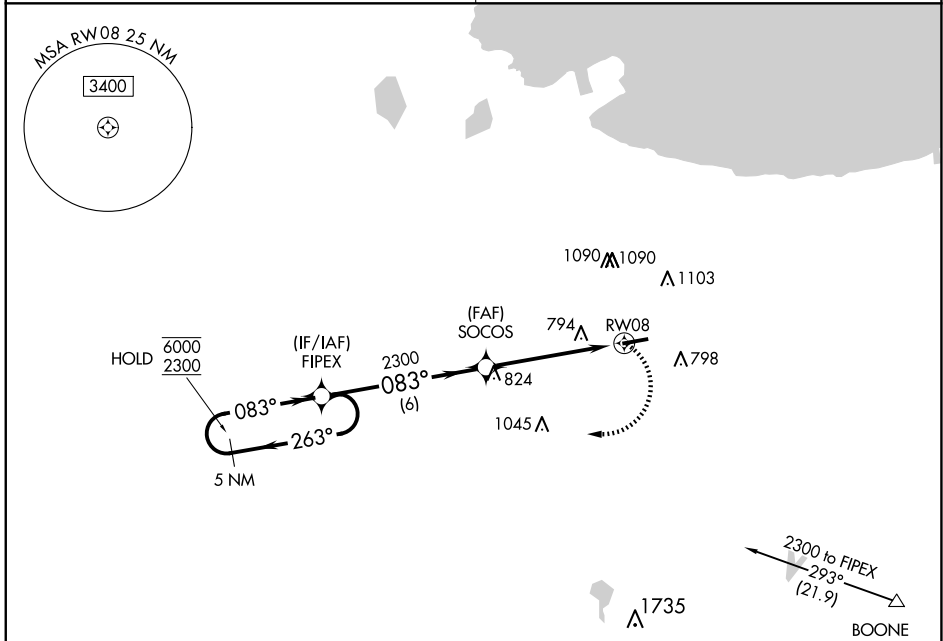 MSA RW08 25 NM
3400
1090
1090
1103
(FAF)
SOCOS
794
RW08
(IF/IAF)
FIPEX
HOLD
6000
2300
2300
798
083°
824
(6)
083°
1045
263°
5 NM
2300 to FIPEX
293°
(21.9)
1735
BOONE